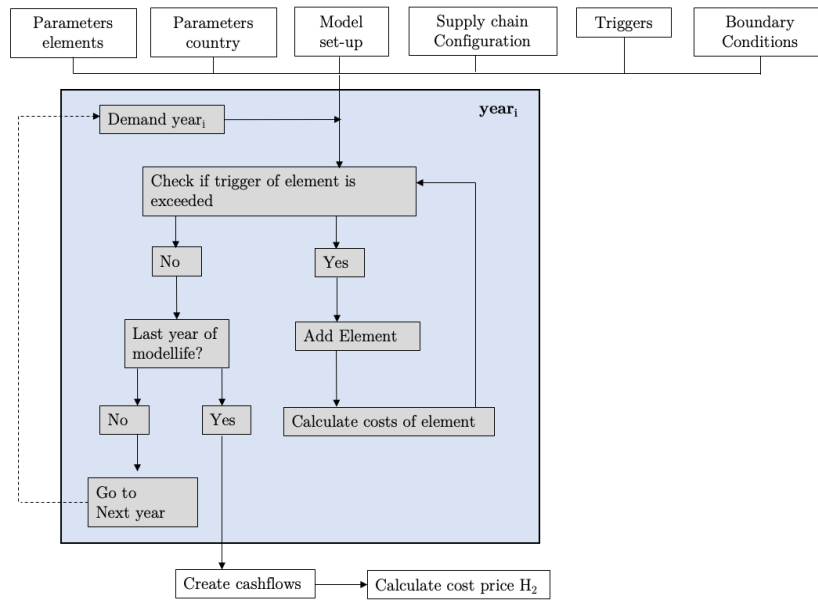 Parameters
elements
Parameters
country
Model
set-up
Supply chain
Configuration
Triggers
Boundary
Conditions
year_i
Demand year_i
Check if trigger of element is
exceeded
No
Yes
Last year of
modellife?
Add Element
No
Yes
Calculate costs of element
Go to
Next year
Create cashflows
Calculate cost price H₂